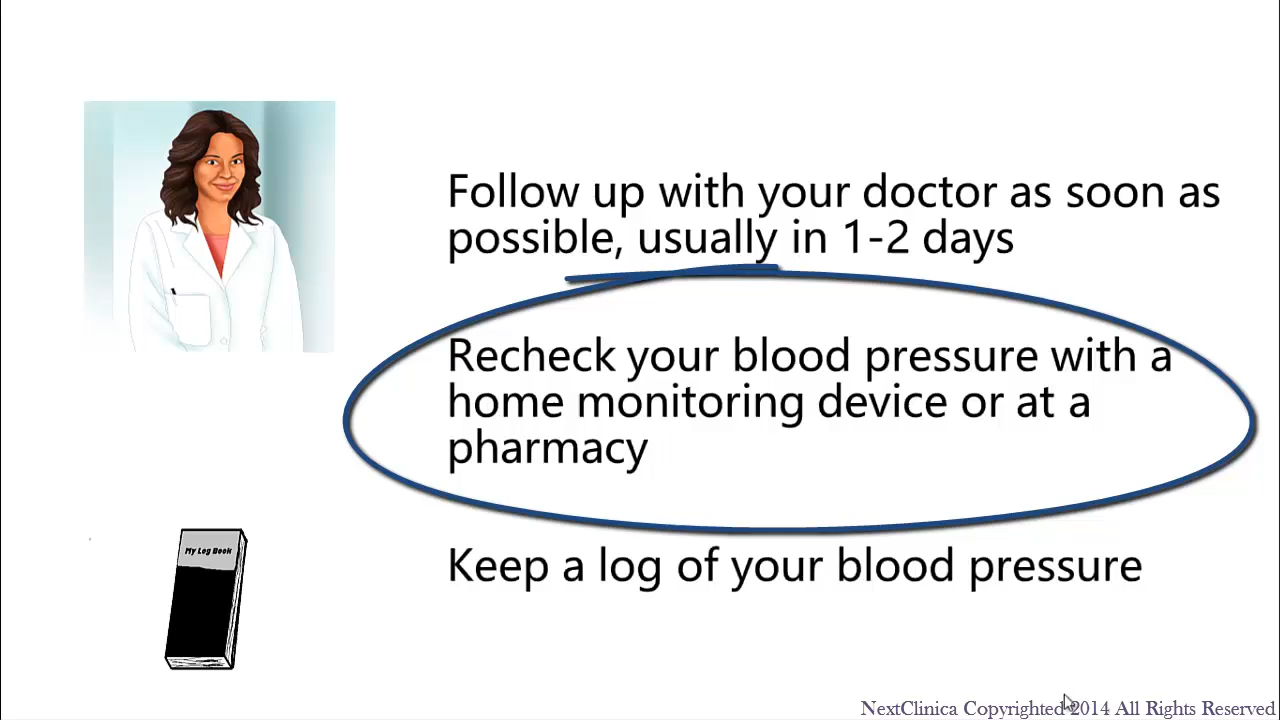 Follow up with your doctor as soon as
possible, usually in 1-2 days
Recheck your blood pressure with a
home monitoring device or at a
pharmacy
My Log Book
Keep a log of your blood pressure
NextClinica Copyrighted 2014 All Rights Reserved